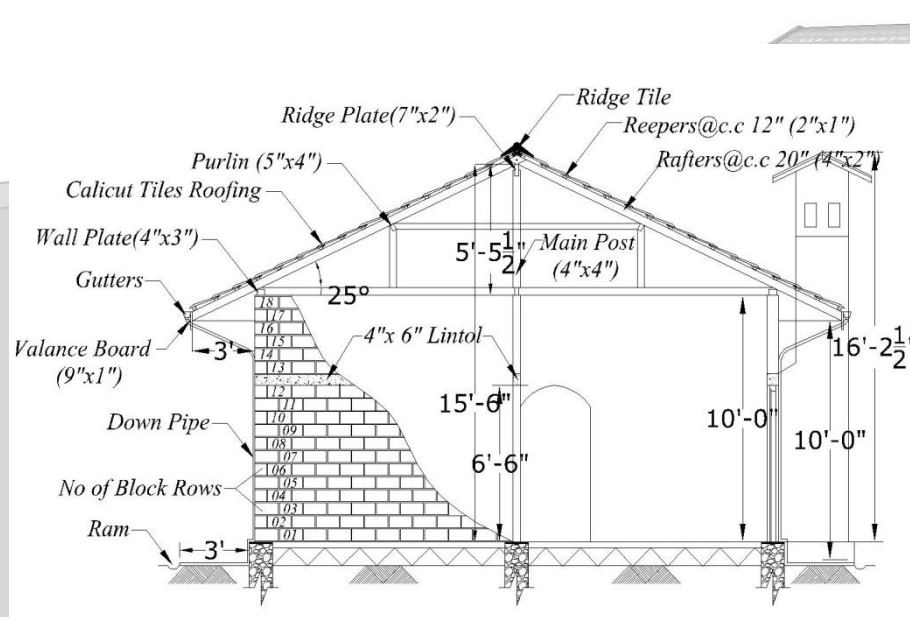 Ridge Tile
Ridge Plate(7"x2")
Reepers@c.c 12" (2"x1")
Purlin (5"x4")
Rafters@c.c 20" (4"x2")
Calicut Tiles Roofing
Wall Plate(4"x3")
5'-5 1/2"
Main Post
(4"x4")
Gutters
25°
18
17
16
4"x 6" Lintol
15
Valance Board
(9"x1")
3'
14
16'-2 1/2"
13
12
15'-6"
11
10'-0"
Down Pipe
10
10'-0"
09
08
6'-6"
07
06
No of Block Rows
05
04
03
02
Ram
01
3'